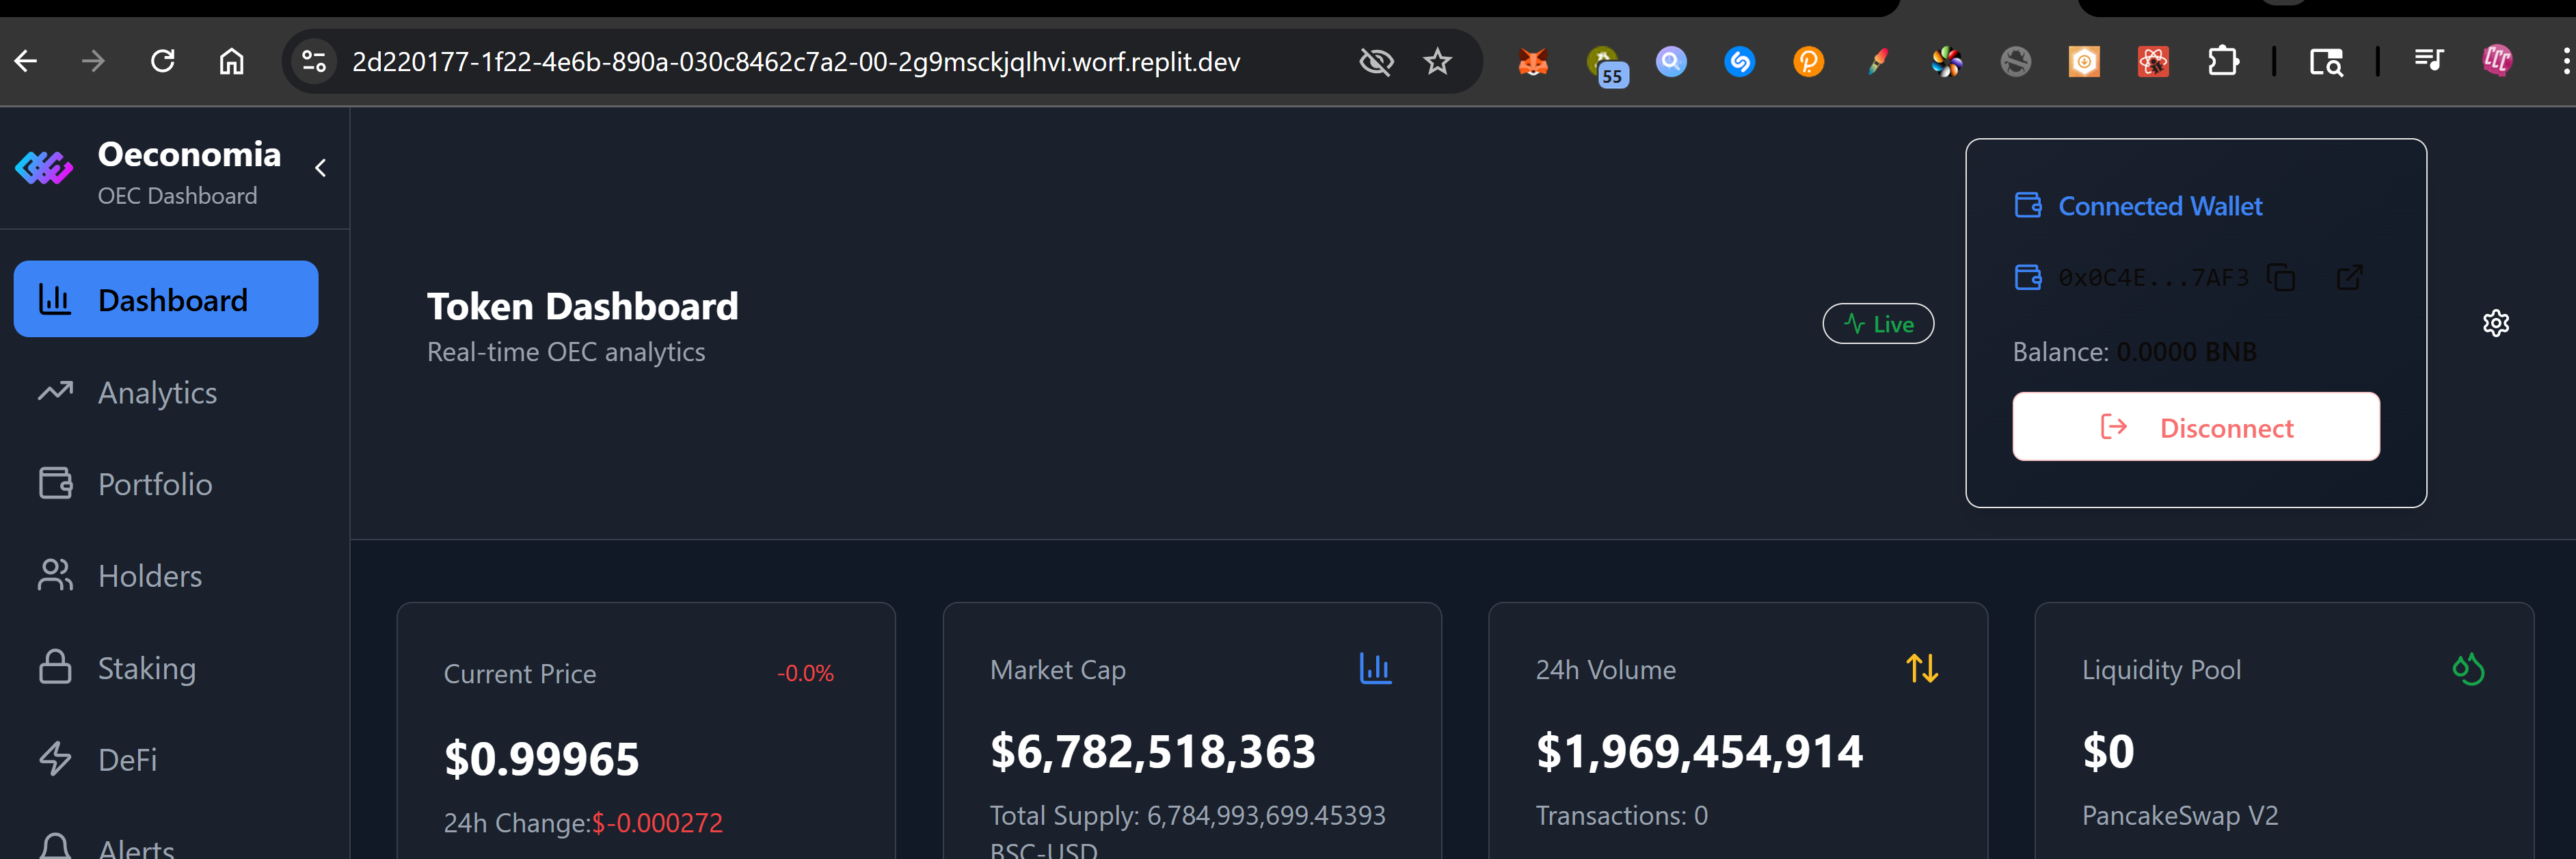 2d220177-1f22-4e6b-890a-030c8462c7a2-00-2g9msckjqlhvi.worf.replit.dev
55
Oeconomia
OEC Dashboard
Dashboard
Analytics
Portfolio
Holders
Staking
DeFi
Alerts
Token Dashboard
Real-time OEC analytics
Live
Connected Wallet
0x0C4E...7AF3
Balance: 0.0000 BNB
Disconnect
Current Price
-0.0%
$0.99965
24h Change:$-0.000272
Market Cap
$6,782,518,363
Total Supply: 6,784,993,699.45393
BSC-USD
24h Volume
$1,969,454,914
Transactions: 0
Liquidity Pool
$0
PancakeSwap V2